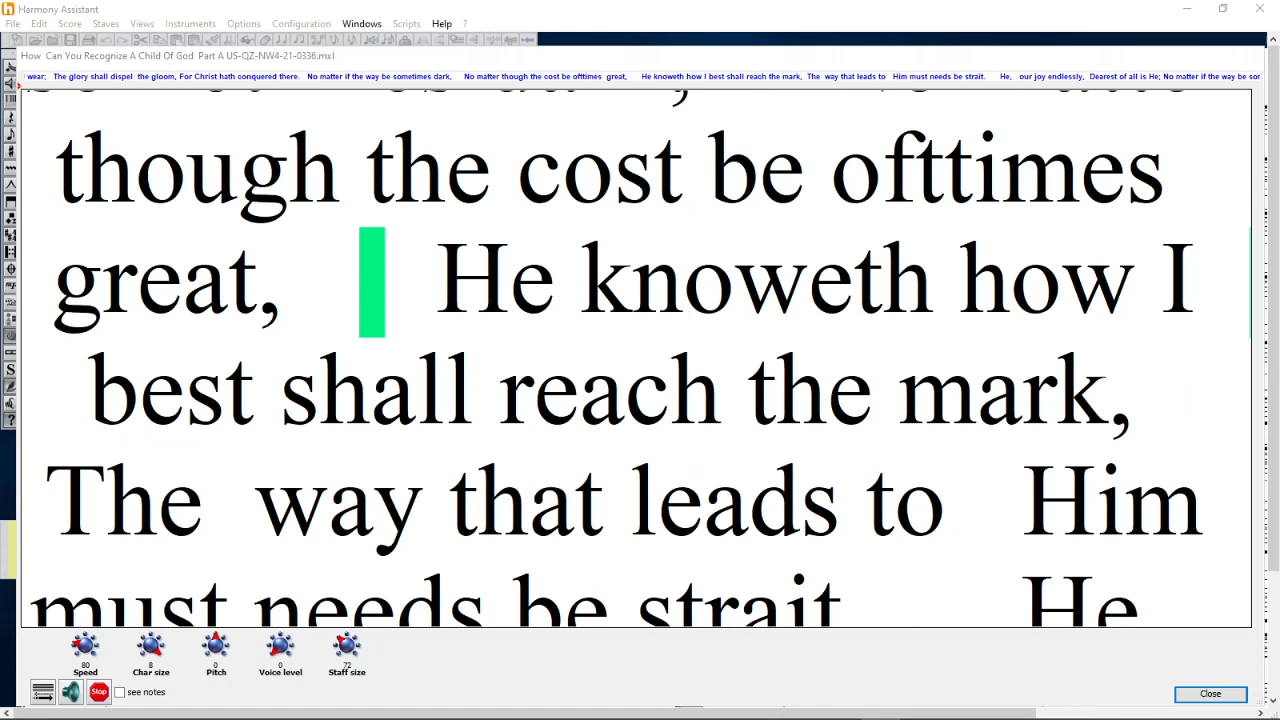 Harmony Assistant
File Edit Score Staves Views Instruments Options Configuration Windows Scripts Help ?
How Can You Recognize A Child Of God Part A US-QZ-NW4-21-0336.mxl
wear; The glory shall dispel the gloom, For Christ hath conquered there. No matter if the way be sometimes dark, No matter though the cost be ofttimes great, He knoweth how I best shall reach the mark, The way that leads to Him must needs be strait. He, our joy endlessly, Dearest of all is He; No matter if the way be sor
though the cost be ofttimes
great, He knoweth how I
best shall reach the mark,
The way that leads to Him
must needs be strait He
80 8 0 0 72
Speed Char size Pitch Voice level Staff size
Stop see notes Close